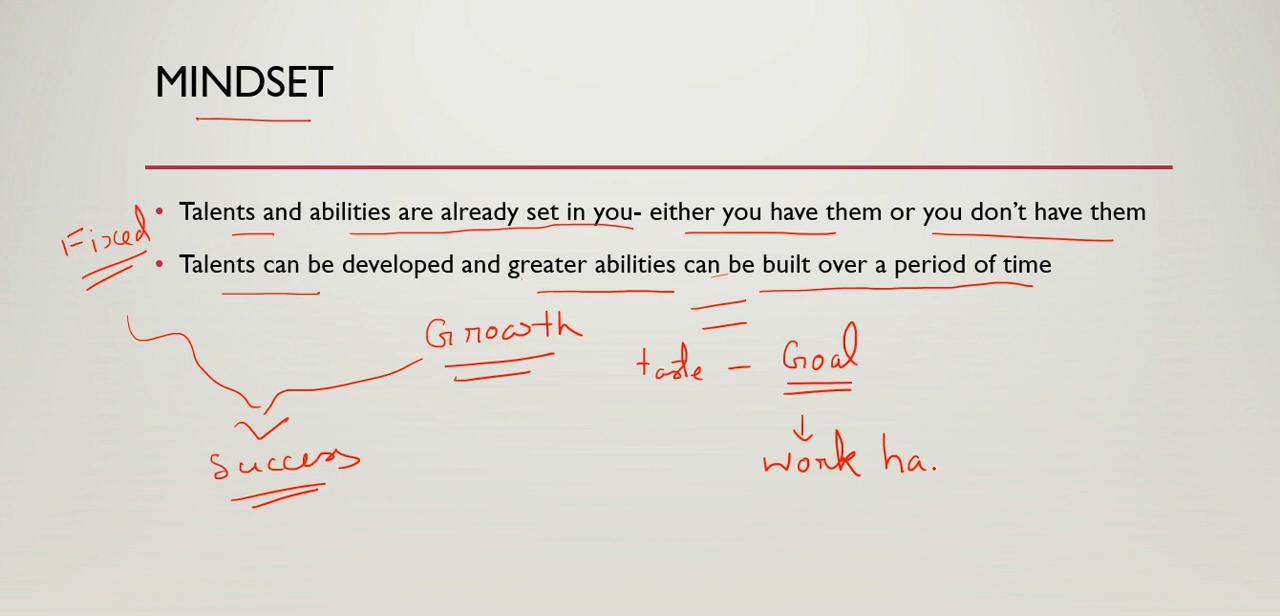 MINDSET
Fixed
• Talents and abilities are already set in you- either you have them or you don't have them
• Talents can be developed and greater abilities can be built over a period of time
Growth
– Goal
↓
Success
work ha.